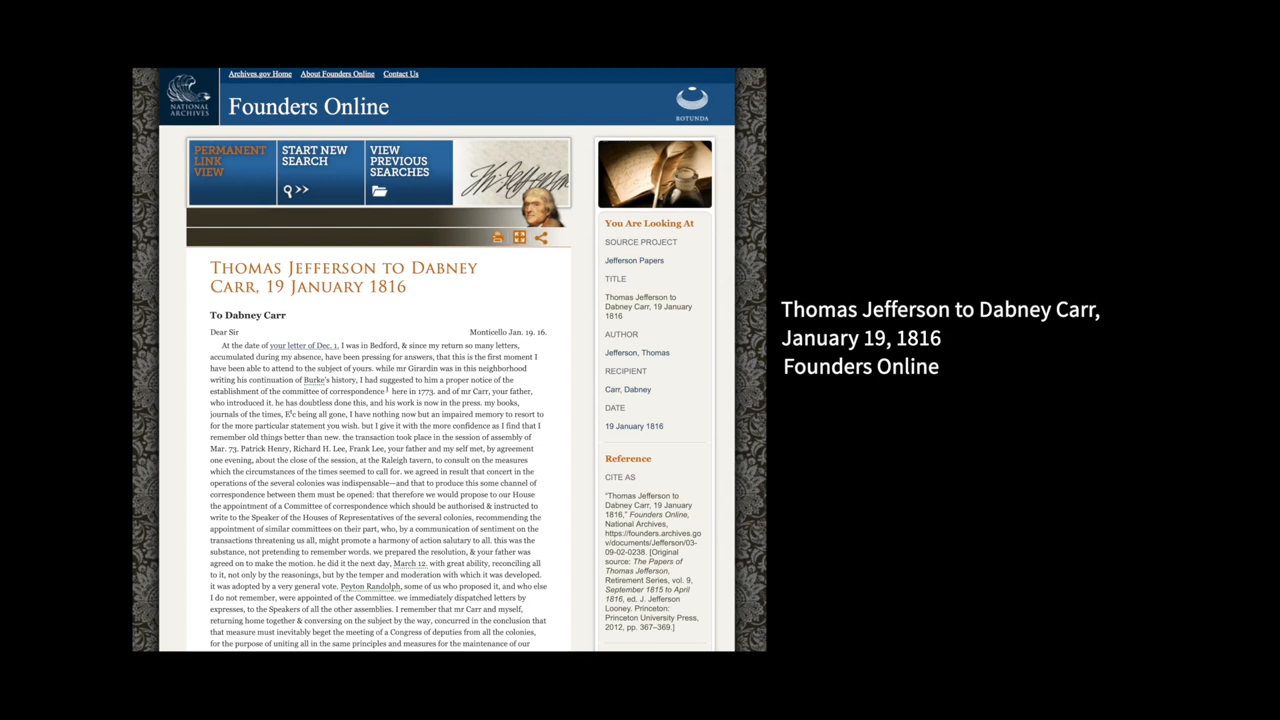 Archives.gov Home About Founders Online Contact Us
NATIONAL
ARCHIVES
Founders Online
ROTUNDA
PERMANENT
LINK
VIEW
START NEW
SEARCH
>>
VIEW
PREVIOUS
SEARCHES
Th. Jefferson
THOMAS JEFFERSON TO DABNEY
CARR, 19 JANUARY 1816
To Dabney Carr
Dear Sir Monticello Jan. 19. 16.
At the date of your letter of Dec. 1. I was in Bedford, & since my return so many letters,
accumulated during my absence, have been pressing for answers, that this is the first moment I
have been able to attend to the subject of yours. while mr Girardin was in this neighborhood
writing his continuation of Burke's history, I had suggested to him a proper notice of the
establishment of the committee of correspondence 1 here in 1773. and of mr Carr, your father,
who introduced it. he has doubtless done this, and his work is now in the press. my books,
journals of the times, Etc being all gone, I have nothing now but an impaired memory to resort to
for the more particular statement you wish. but I give it with the more confidence as I find that I
remember old things better than new. the transaction took place in the session of assembly of
Mar. 73. Patrick Henry, Richard H. Lee, Frank Lee, your father and my self met, by agreement
one evening, about the close of the session, at the Raleigh tavern, to consult on the measures
which the circumstances of the times seemed to call for. we agreed in result that concert in the
operations of the several colonies was indispensable—and that to produce this some channel of
correspondence between them must be opened: that therefore we would propose to our House
the appointment of a Committee of correspondence which should be authorised & instructed to
write to the Speaker of the Houses of Representatives of the several colonies, recommending the
appointment of similar committees on their part, who, by a communication of sentiment on the
transactions threatening us all, might promote a harmony of action salutary to all. this was the
substance, not pretending to remember words. we prepared the resolution, & your father was
agreed on to make the motion. he did it the next day, March 12. with great ability, reconciling all
to it, not only by the reasonings, but by the temper and moderation with which it was developed.
it was adopted by a very general vote. Peyton Randolph, some of us who proposed it, and who else
I do not remember, were appointed of the Committee. we immediately dispatched letters by
expresses, to the Speakers of all the other assemblies. I remember that mr Carr and myself,
returning home together & conversing on the subject by the way, concurred in the conclusion that
that measure must inevitably beget the meeting of a Congress of deputies from all the colonies,
for the purpose of uniting all in the same principles and measures for the maintenance of our
You Are Looking At
SOURCE PROJECT
Jefferson Papers
TITLE
Thomas Jefferson to
Dabney Carr, 19 January
1816
AUTHOR
Jefferson, Thomas
RECIPIENT
Carr, Dabney
DATE
19 January 1816
Reference
CITE AS
"Thomas Jefferson to
Dabney Carr, 19 January
1816," Founders Online,
National Archives,
https://founders.archives.go
v/documents/Jefferson/03-
09-02-0238. [Original
source: The Papers of
Thomas Jefferson,
Retirement Series, vol. 9,
September 1815 to April
1816, ed. J. Jefferson
Looney. Princeton:
Princeton University Press,
2012, pp. 367–369.]
Thomas Jefferson to Dabney Carr,
January 19, 1816
Founders Online